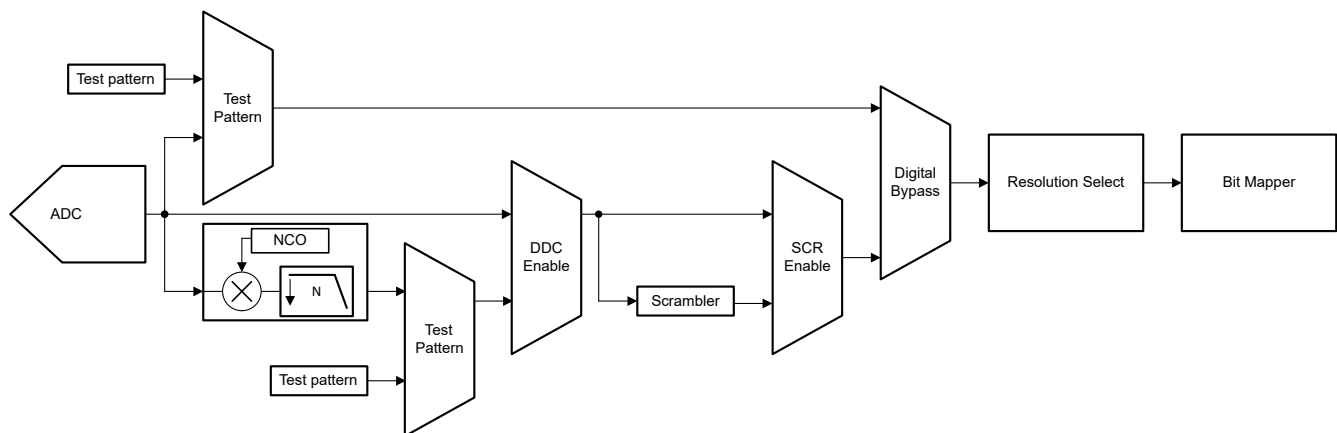 Test pattern
Test
Pattern
ADC
NCO
N
Test
Pattern
Test pattern
DDC
Enable
Scrambler
SCR
Enable
Digital
Bypass
Resolution Select
Bit Mapper